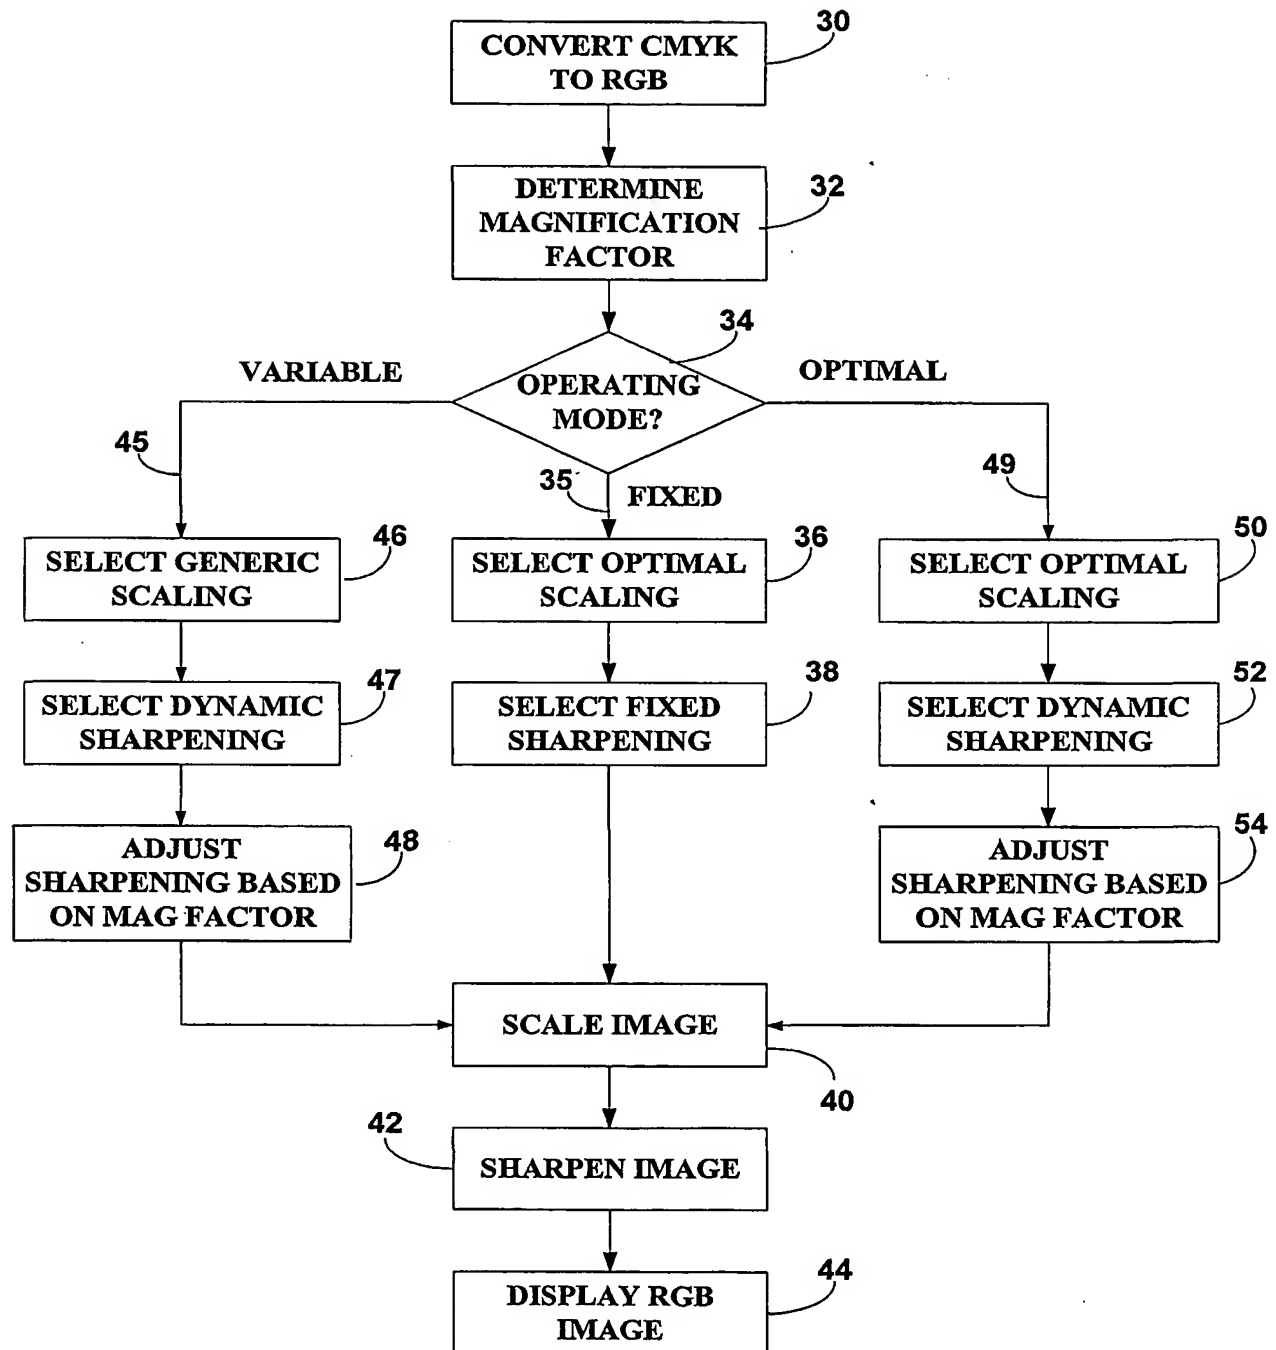 30
CONVERT CMYK
TO RGB
32
DETERMINE
MAGNIFICATION
FACTOR
34
VARIABLE
OPTIMAL
OPERATING
MODE?
45
35
FIXED
49
46
SELECT GENERIC
SCALING
36
SELECT OPTIMAL
SCALING
50
SELECT OPTIMAL
SCALING
47
SELECT DYNAMIC
SHARPENING
38
SELECT FIXED
SHARPENING
52
SELECT DYNAMIC
SHARPENING
48
ADJUST
SHARPENING BASED
ON MAG FACTOR
54
ADJUST
SHARPENING BASED
ON MAG FACTOR
SCALE IMAGE
40
42
SHARPEN IMAGE
44
DISPLAY RGB
IMAGE